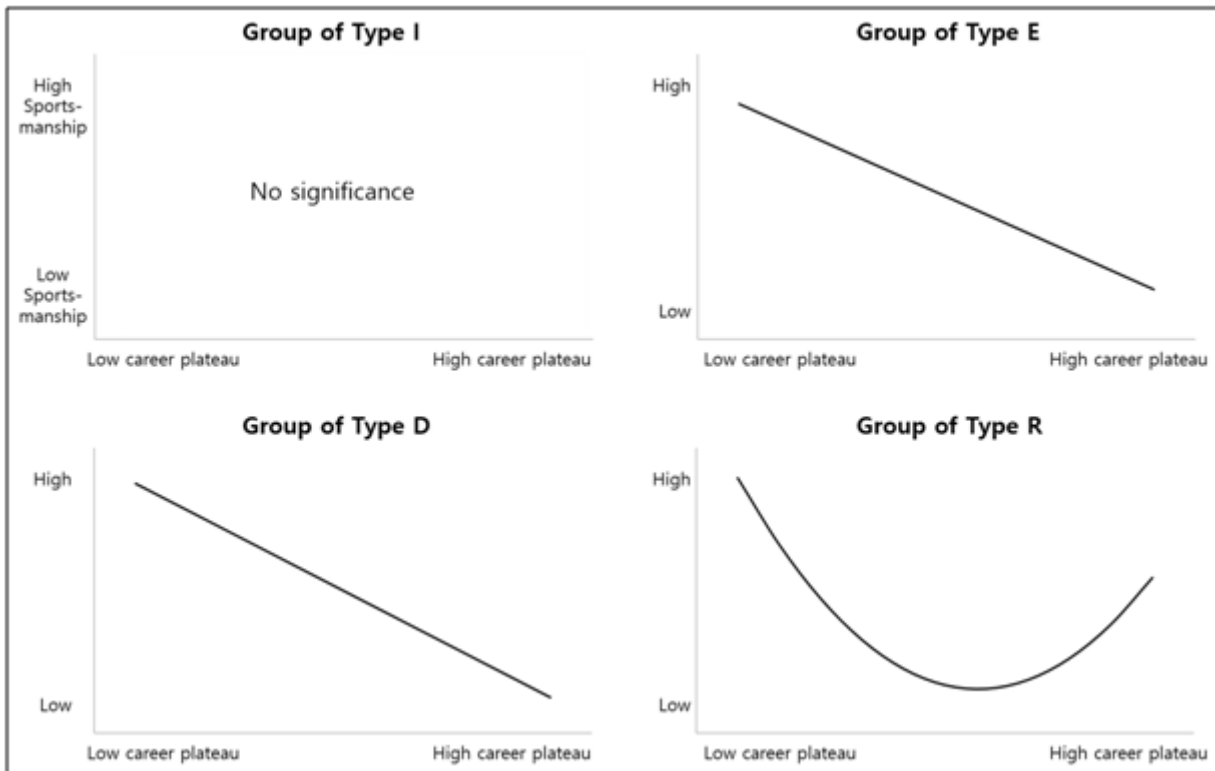 Group of Type I
High
Sports-
manship
No significance
Low
Sports-
manship
Low career plateau
High career plateau
Group of Type E
High
Low
Low career plateau
High career plateau
Group of Type D
High
Low
Low career plateau
High career plateau
Group of Type R
High
Low
Low career plateau
High career plateau